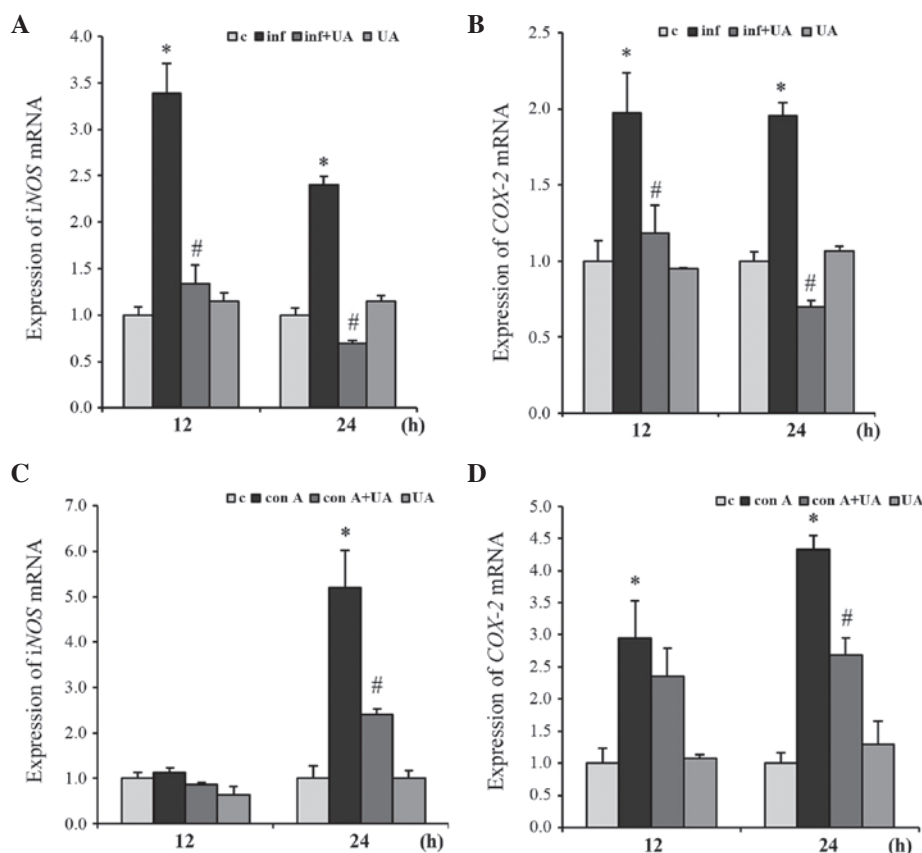 A
c inf inf+UA UA
Expression of iNOS mRNA
4.0
3.5
3.0
2.5
2.0
1.5
1.0
0.5
0.0
*
#
*
#
12 24 (h)
B
c inf inf+UA UA
Expression of COX-2 mRNA
2.5
2.0
1.5
1.0
0.5
0.0
*
#
*
#
12 24 (h)
C
c con A con A+UA UA
Expression of iNOS mRNA
7.0
6.0
5.0
4.0
3.0
2.0
1.0
0.0
*
#
12 24 (h)
D
c con A con A+UA UA
Expression of COX-2 mRNA
5.0
4.5
4.0
3.5
3.0
2.5
2.0
1.5
1.0
0.5
0.0
*
*
#
12 24 (h)